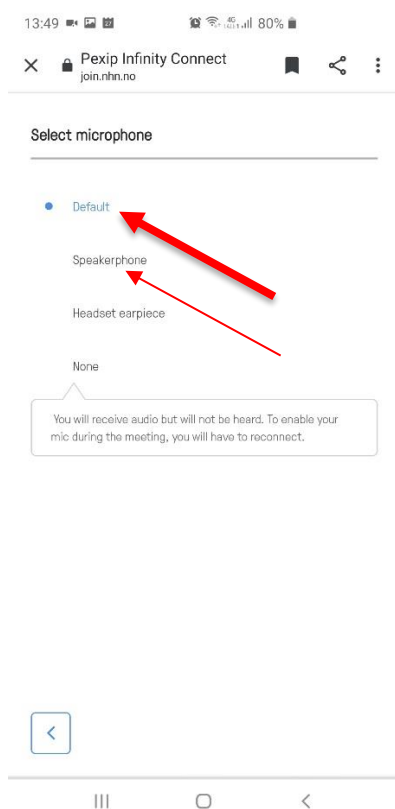 13:49 80%
Pexip Infinity Connect
join.nhn.no
Select microphone
Default
Speakerphone
Headset earpiece
None
You will receive audio but will not be heard. To enable your
mic during the meeting, you will have to reconnect.